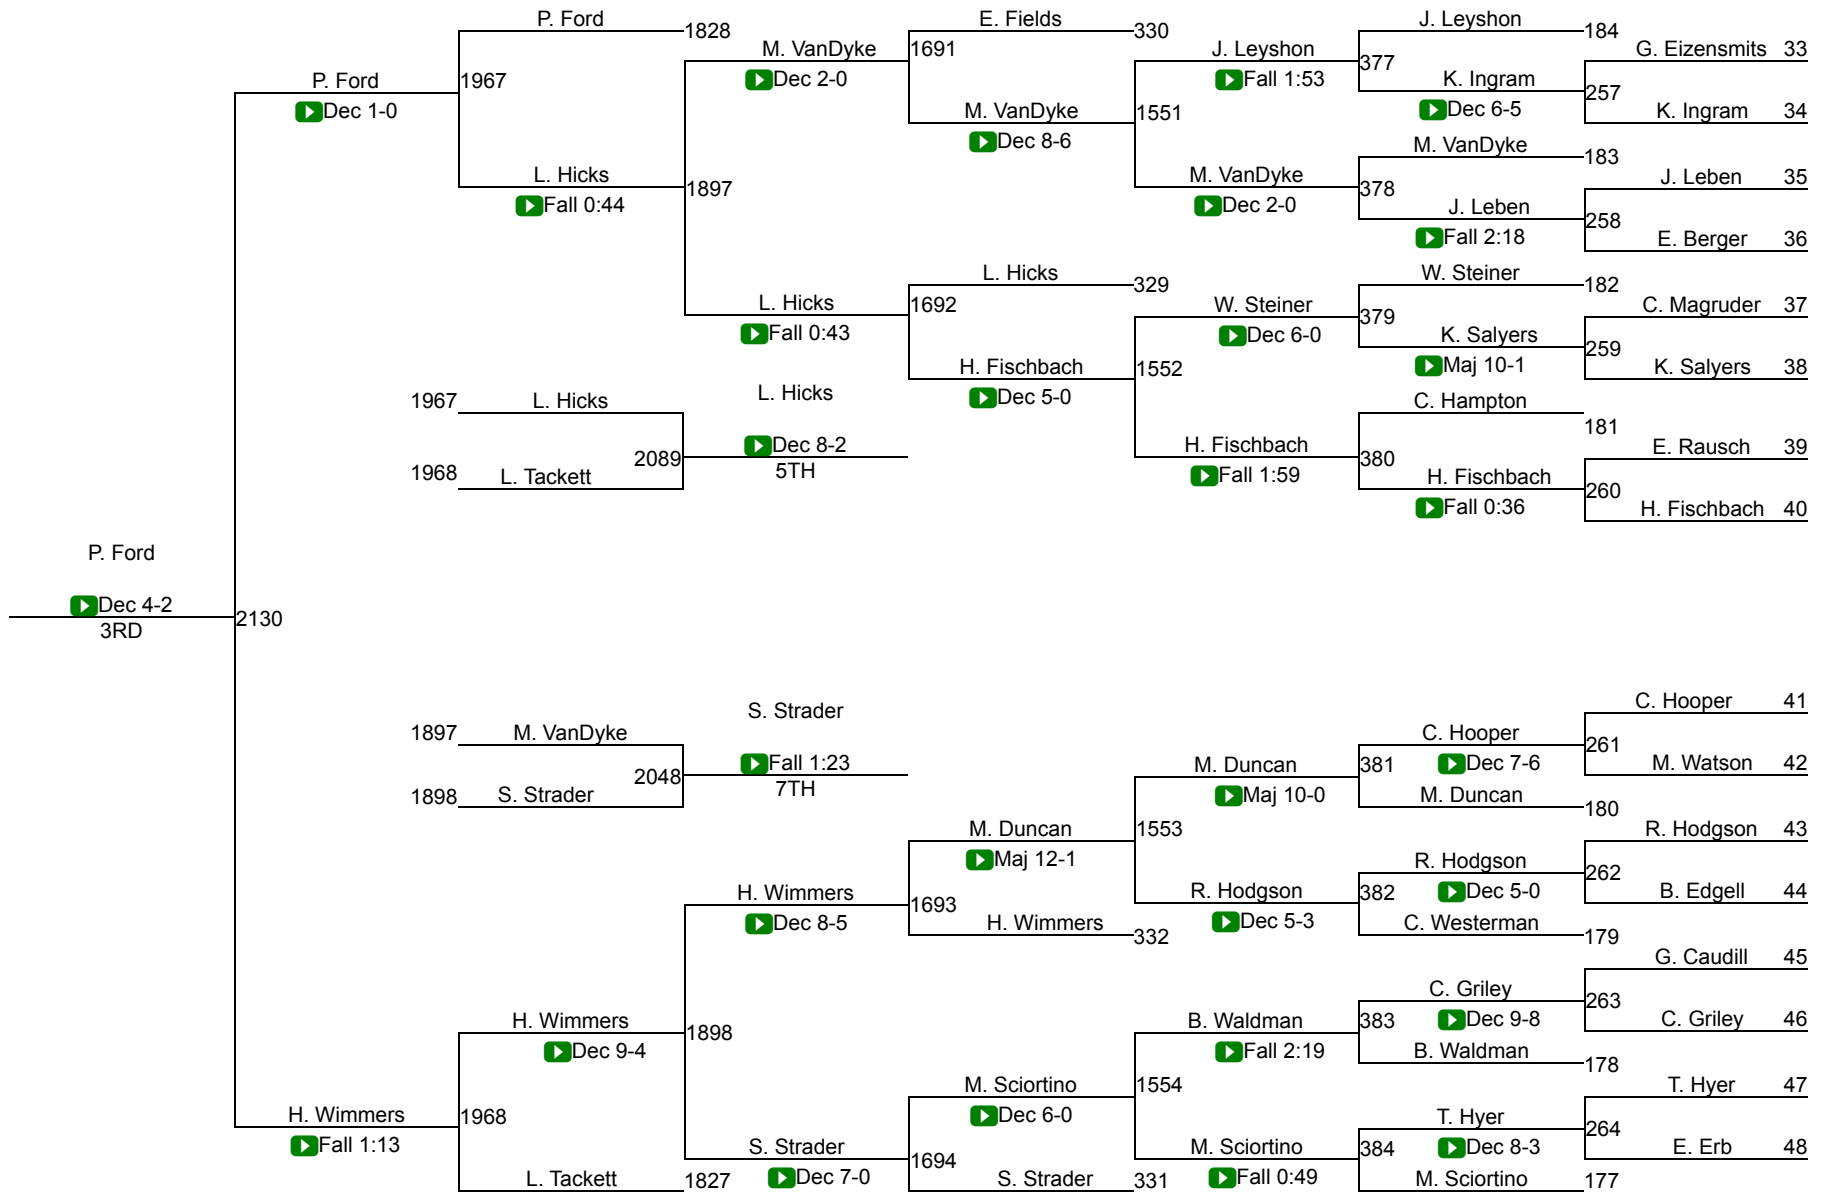 P. Ford
1828
E. Fields
330
J. Leyshon
184
M. VanDyke
1691
J. Leyshon
G. Eizensmits 33
P. Ford
1967
Dec 2-0
Fall 1:53
377
K. Ingram
257
Dec 1-0
M. VanDyke
1551
Dec 6-5
K. Ingram 34
Dec 8-6
M. VanDyke
183
L. Hicks
1897
M. VanDyke
378
J. Leben 35
Fall 0:44
Dec 2-0
J. Leben
258
Fall 2:18
E. Berger 36
L. Hicks
329
W. Steiner
182
L. Hicks
1692
W. Steiner
379
C. Magruder 37
Fall 0:43
Dec 6-0
K. Salyers
259
H. Fischbach
1552
Maj 10-1
K. Salyers 38
1967
L. Hicks
L. Hicks
Dec 5-0
C. Hampton
181
2089
Dec 8-2
H. Fischbach
380
E. Rausch 39
1968
L. Tackett
5TH
Fall 1:59
H. Fischbach
260
Fall 0:36
H. Fischbach 40
P. Ford
Dec 4-2
3RD
2130
C. Hooper 41
S. Strader
1897
M. VanDyke
C. Hooper
261
2048
Fall 1:23
M. Duncan
381
Dec 7-6
M. Watson 42
1898
S. Strader
7TH
Maj 10-0
M. Duncan
180
M. Duncan
1553
R. Hodgson 43
Maj 12-1
R. Hodgson
262
H. Wimmers
1693
R. Hodgson
382
Dec 5-0
B. Edgell 44
Dec 8-5
H. Wimmers
332
Dec 5-3
C. Westerman
179
G. Caudill 45
C. Griley
263
H. Wimmers
1898
B. Waldman
383
Dec 9-8
C. Griley 46
Dec 9-4
Fall 2:19
B. Waldman
178
M. Sciortino
1554
T. Hyer 47
H. Wimmers
1968
Dec 6-0
T. Hyer
264
Fall 1:13
S. Strader
1694
M. Sciortino
384
Dec 8-3
E. Erb 48
L. Tackett
1827
Dec 7-0
S. Strader
331
Fall 0:49
M. Sciortino
177